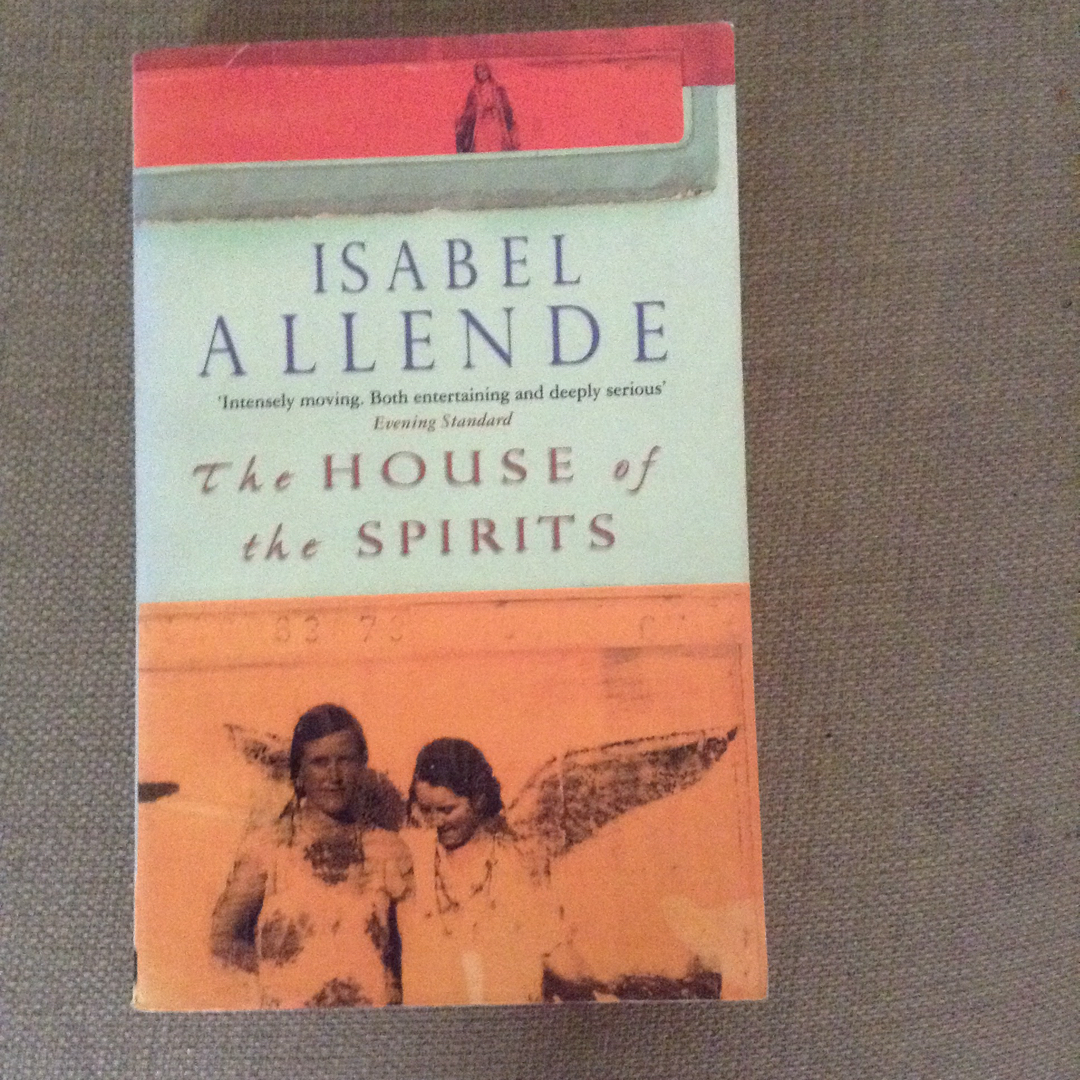 ISABEL
ALLENDE
'Intensely moving. Both entertaining and deeply serious'
Evening Standard
The HOUSE of
the SPIRITS